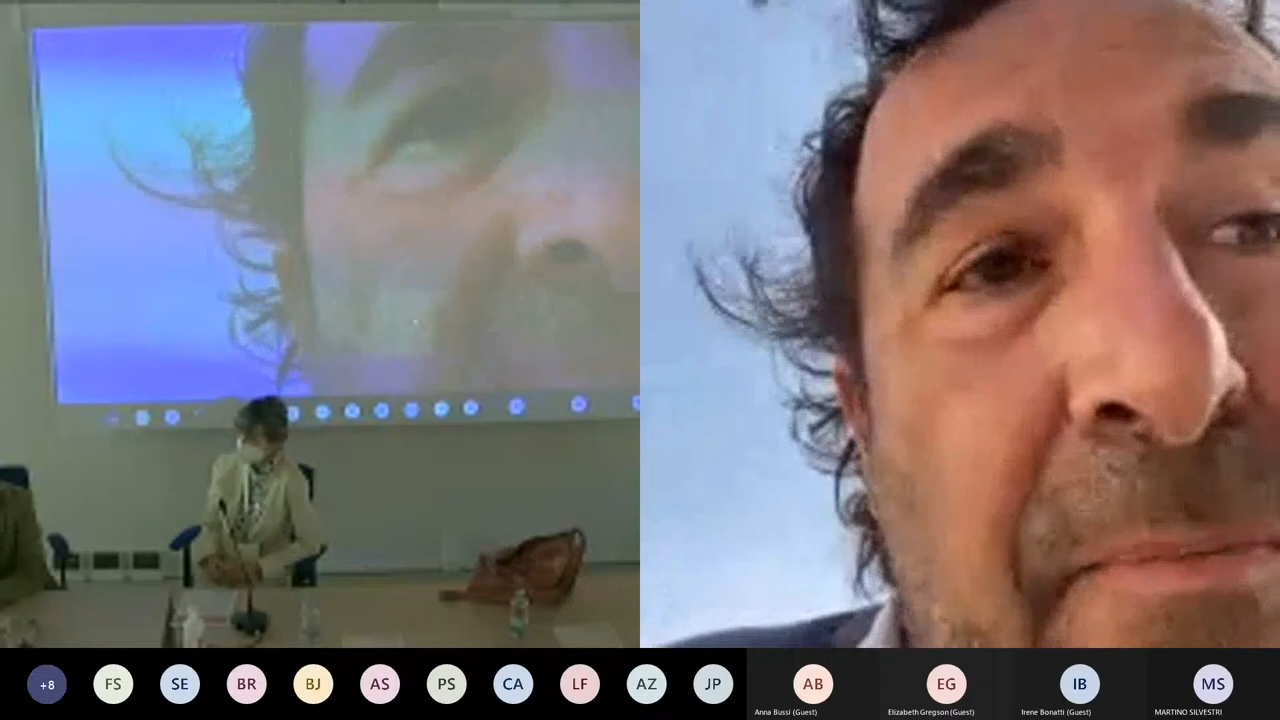 +8 FS SE BR BJ AS PS CA LF AZ JP AB EG IB MS
Anna Bussi (Guest) Elizabeth Gregson (Guest) Irene Bonatti (Guest) MARTINO SILVESTRI